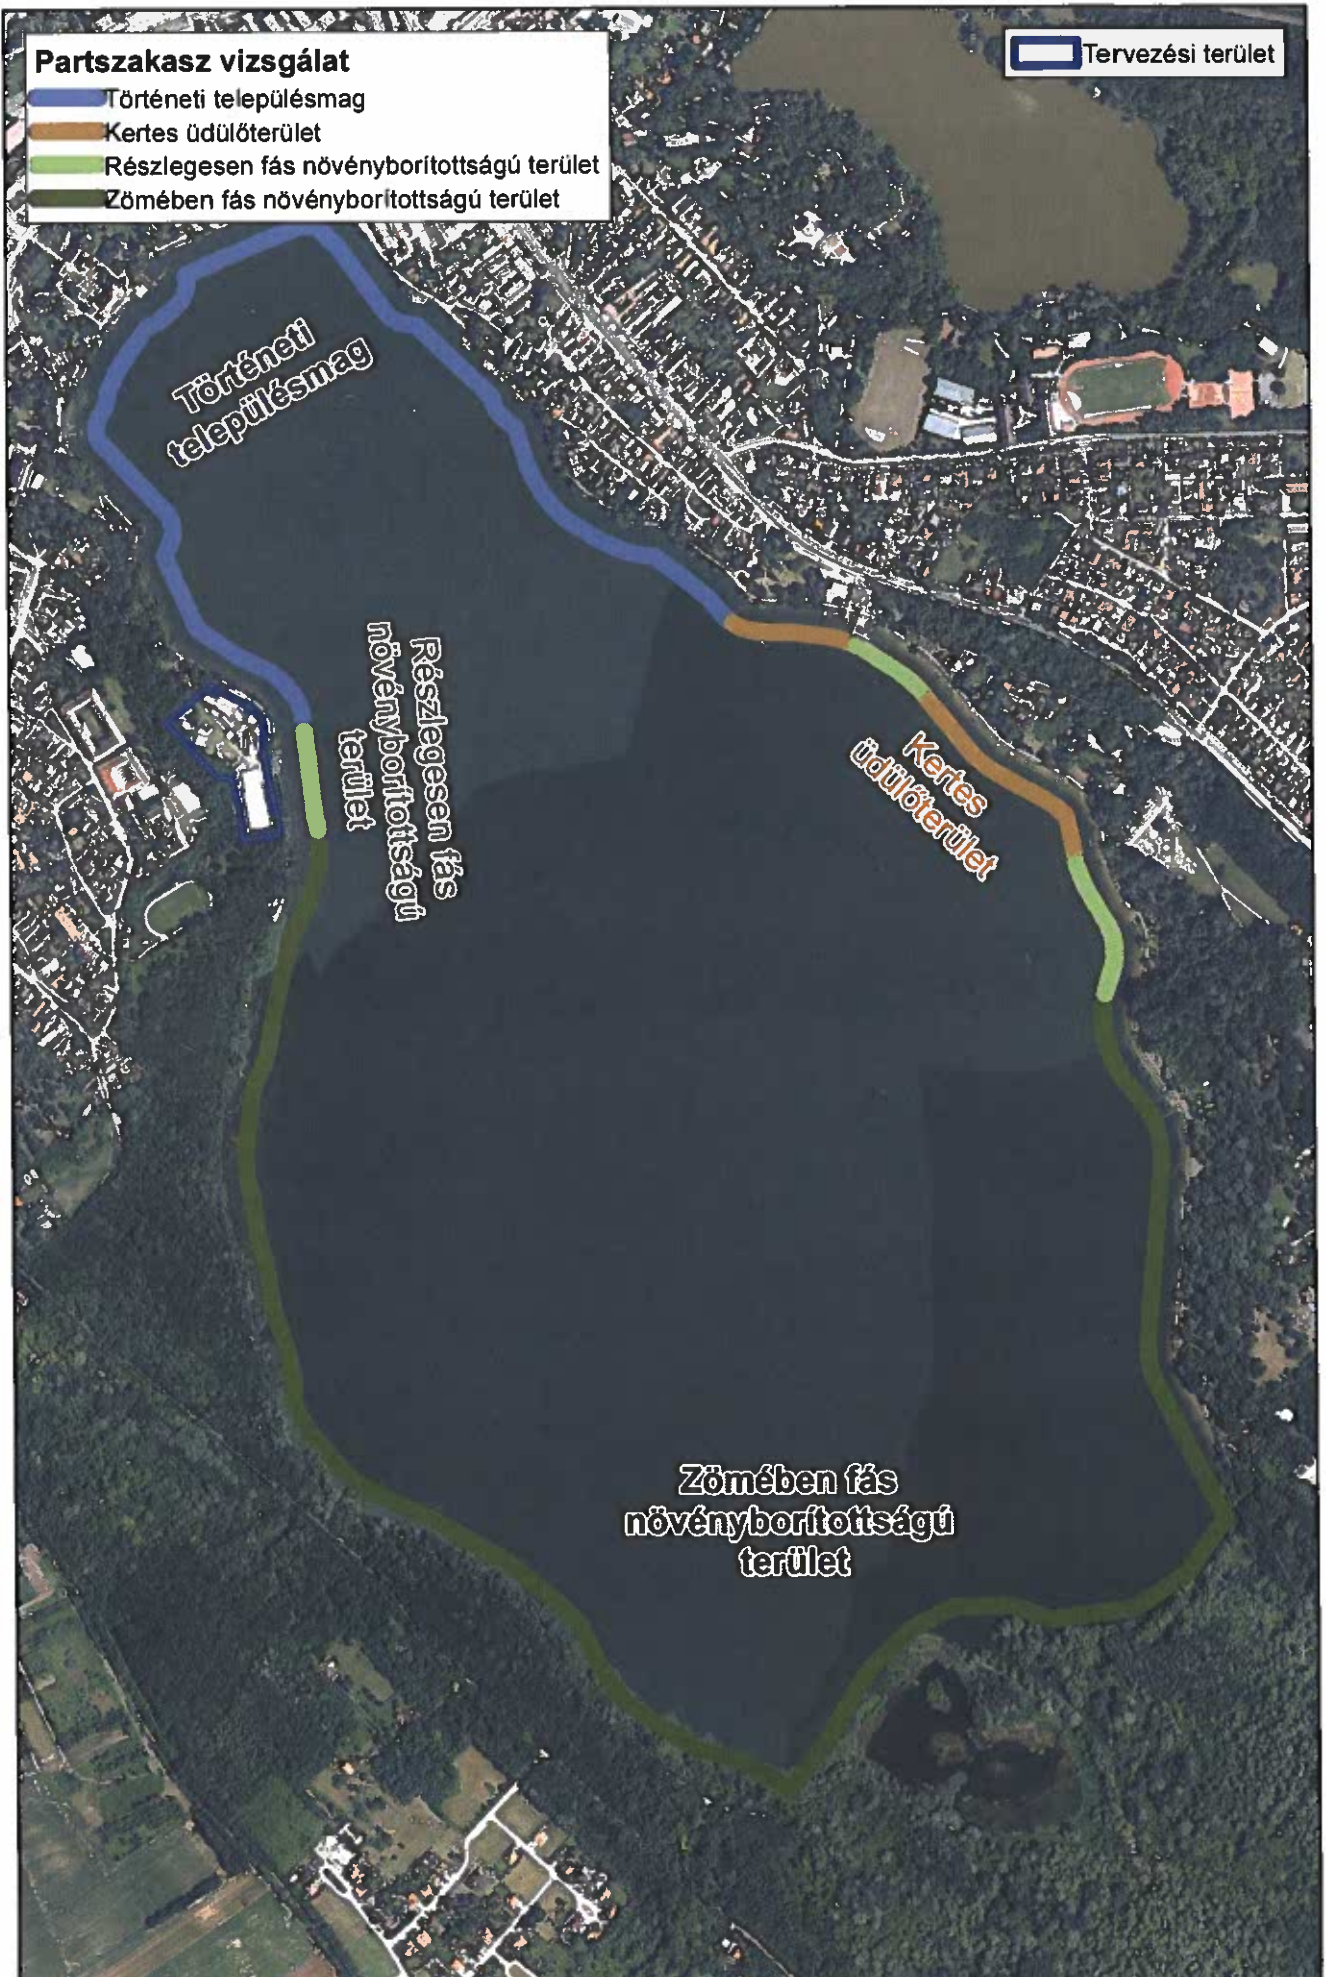 Partszakasz vizsgálat
Történeti településmag
Kertes üdülőterület
Részlegesen fás növényborítottságú terület
Zömében fás növényborítottságú terület
Tervezési terület
Történeti
településmag
Részlegesen fás
növényborítottságú
terület
Kertes
üdülőterület
Zömében fás
növényborítottságú
terület